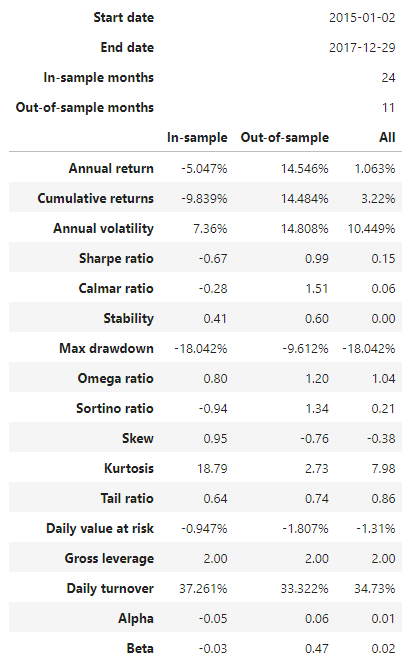 Start date 2015-01-02
End date 2017-12-29
In-sample months 24
Out-of-sample months 11
In-sample Out-of-sample All
Annual return -5.047% 14.546% 1.063%
Cumulative returns -9.839% 14.484% 3.22%
Annual volatility 7.36% 14.808% 10.449%
Sharpe ratio -0.67 0.99 0.15
Calmar ratio -0.28 1.51 0.06
Stability 0.41 0.60 0.00
Max drawdown -18.042% -9.612% -18.042%
Omega ratio 0.80 1.20 1.04
Sortino ratio -0.94 1.34 0.21
Skew 0.95 -0.76 -0.38
Kurtosis 18.79 2.73 7.98
Tail ratio 0.64 0.74 0.86
Daily value at risk -0.947% -1.807% -1.31%
Gross leverage 2.00 2.00 2.00
Daily turnover 37.261% 33.322% 34.73%
Alpha -0.05 0.06 0.01
Beta -0.03 0.47 0.02